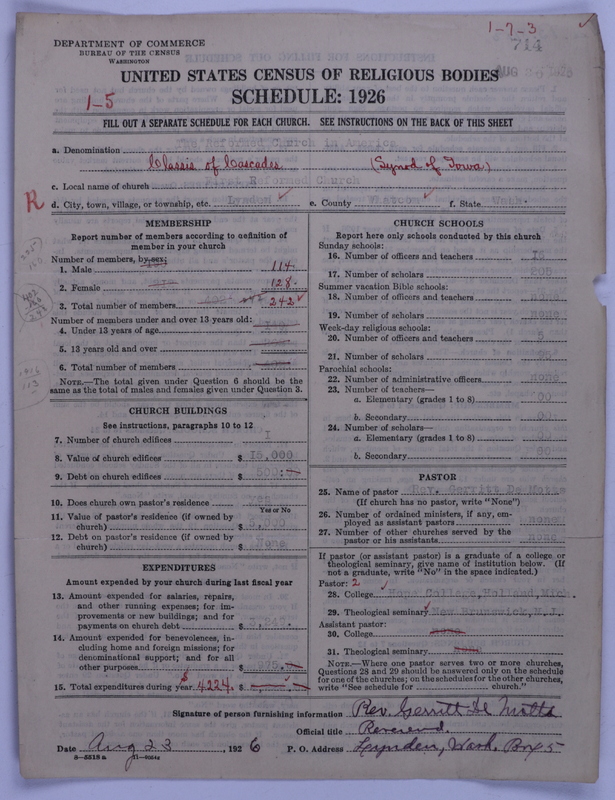 1-7-3
714
DEPARTMENT OF COMMERCE
BUREAU OF THE CENSUS
WASHINGTON
AUG
UNITED STATES CENSUS OF RELIGIOUS BODIES
1-5
SCHEDULE: 1926
FILL OUT A SEPARATE SCHEDULE FOR EACH CHURCH. SEE INSTRUCTIONS ON THE BACK OF THIS SHEET
a. Denomination Reformed Church in America
Classis of Cascades (Synod of Iowa)
c. Local name of church Reformed Church
R d. City, town, village, or township, etc. Lynden e. County Whatcom f. State Wash.
MEMBERSHIP
Report number of members according to definition of
member in your church
Number of members, by sex:
1. Male 114
2. Female 128
3. Total number of members 242
Number of members under and over 13 years old:
4. Under 13 years of age
5. 13 years old and over
6. Total number of members
NOTE.—The total given under Question 6 should be the
same as the total of males and females given under Question 3.
CHURCH BUILDINGS
See instructions, paragraphs 10 to 12
7. Number of church edifices 1
8. Value of church edifices $ 15,000
9. Debt on church edifices $ 500.
10. Does church own pastor's residence
Yes or No
11. Value of pastor's residence (if owned by
church) $
12. Debt on pastor's residence (if owned by
church) $ None
EXPENDITURES
Amount expended by your church during last fiscal year
13. Amount expended for salaries, repairs,
and other running expenses; for im-
provements or new buildings; and for
payments on church debt $
14. Amount expended for benevolences, in-
cluding home and foreign missions; for
denominational support; and for all
other purposes $
15. Total expenditures during year $4224. $
CHURCH SCHOOLS
Report here only schools conducted by this church
Sunday schools:
16. Number of officers and teachers
17. Number of scholars 205
Summer vacation Bible schools:
18. Number of officers and teachers
19. Number of scholars none
Week-day religious schools:
20. Number of officers and teachers 5
21. Number of scholars
Parochial schools:
22. Number of administrative officers none
23. Number of teachers—
a. Elementary (grades 1 to 8) 00
b. Secondary 00
24. Number of scholars—
a. Elementary (grades 1 to 8)
b. Secondary
PASTOR
25. Name of pastor Rev. Gerritt De Motts
(If church has no pastor, write "None")
26. Number of ordained ministers, if any, em-
ployed as assistant pastors none
27. Number of other churches served by the
pastor or his assistants none
If pastor (or assistant pastor) is a graduate of a college or
theological seminary, give name of institution below. (If
not a graduate, write "No" in the space indicated.)
Pastor: 2
28. College Hope College, Holland, Mich.
29. Theological seminary New Brunswick, N.J.
Assistant pastor:
30. College none
31. Theological seminary none
NOTE.—Where one pastor serves two or more churches,
Questions 28 and 29 should be answered only on the schedule
for one of the churches; on the schedules for the other churches,
write "See schedule for church."
Signature of person furnishing information Rev. Gerritt De Motts
Official title Reverend.
Date Aug 23, 1926 P. O. Address Lynden, Wash. Box 5
8-5518a